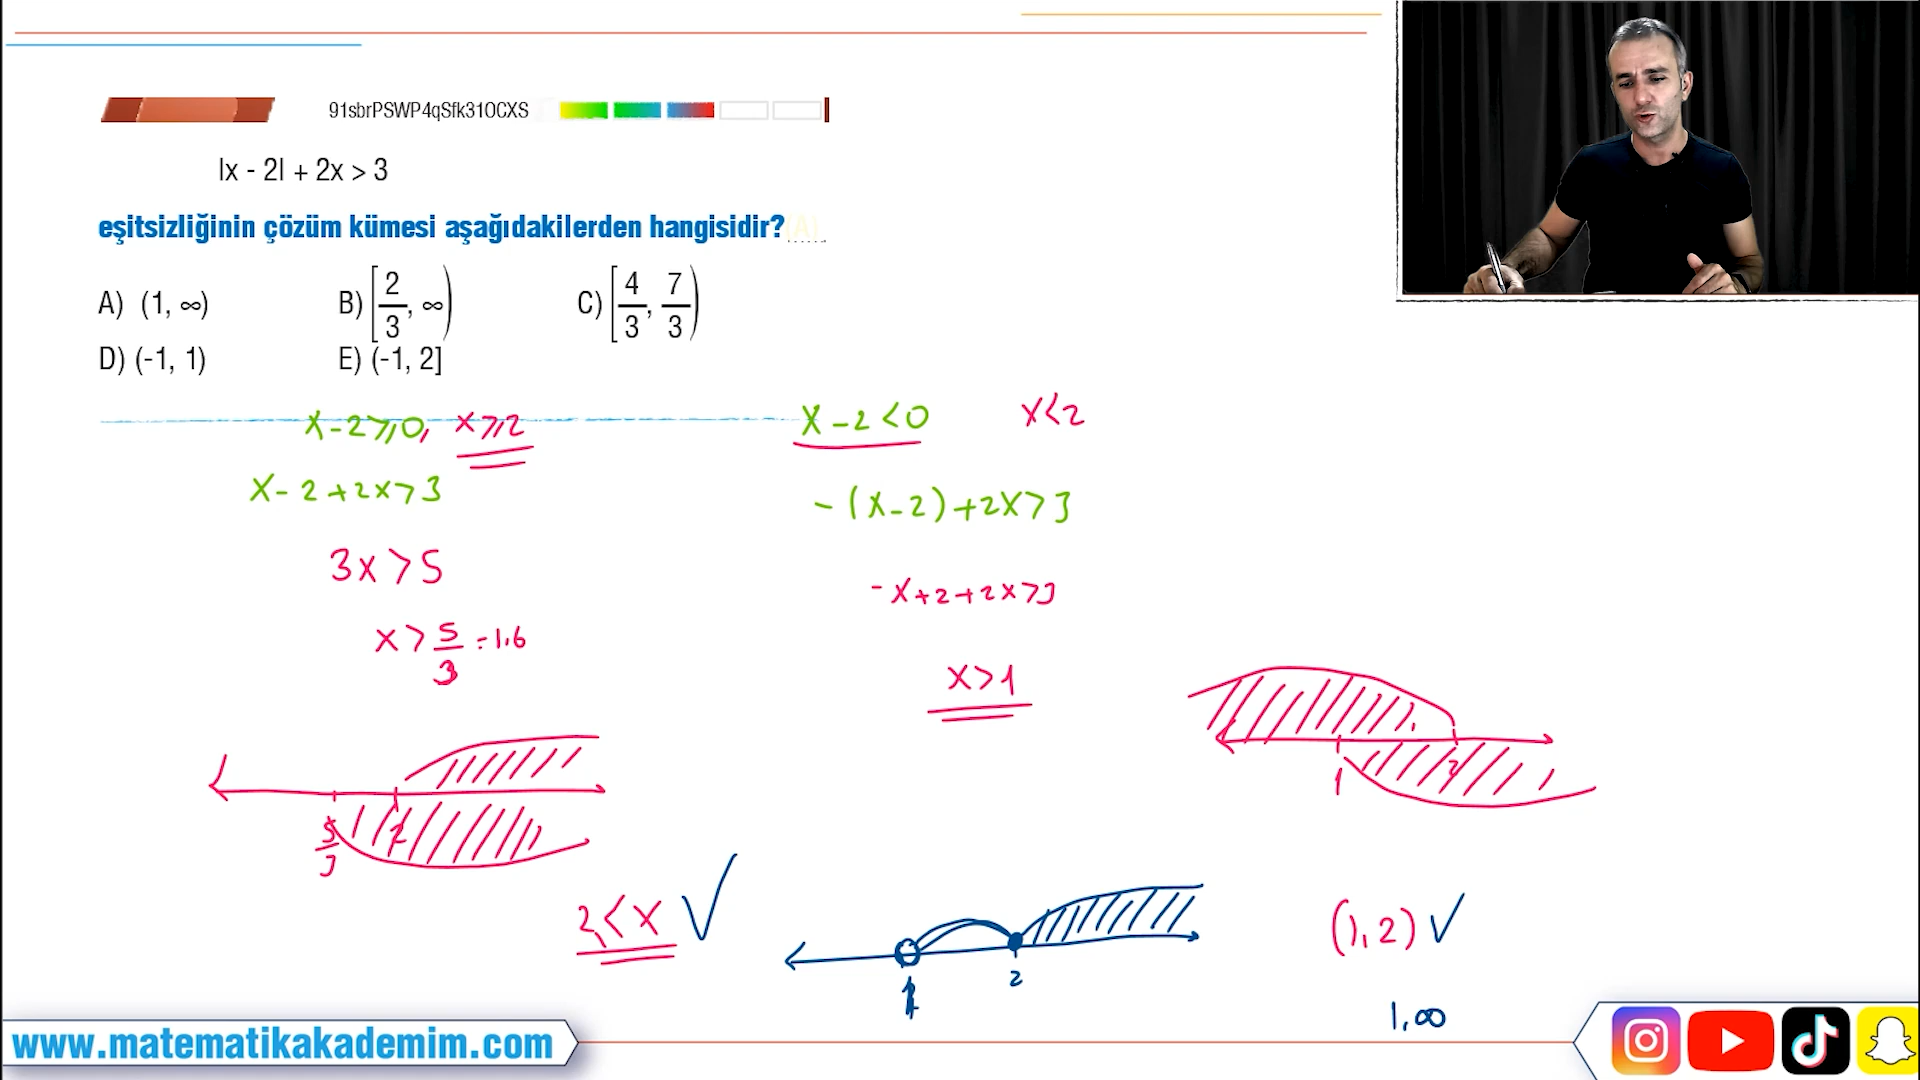 91sbrPSWP4qSfk31OCXS
|x - 2| + 2x > 3
eşitsizliğinin çözüm kümesi aşağıdakilerden hangisidir? (A)
A) (1, ∞) B) [2/3, ∞) C) [4/3, 7/3)
D) (-1, 1) E) (-1, 2]
x-2≥0, x≥2
x-2+2x>3
3x>5
x>5/3=1.6
5/3 2
2≤x
x-2<0 x<2
-(x-2)+2x>3
-x+2+2x>3
x>1
1 2
(1,2)
1 2
1,∞
www.matematikakademim.com